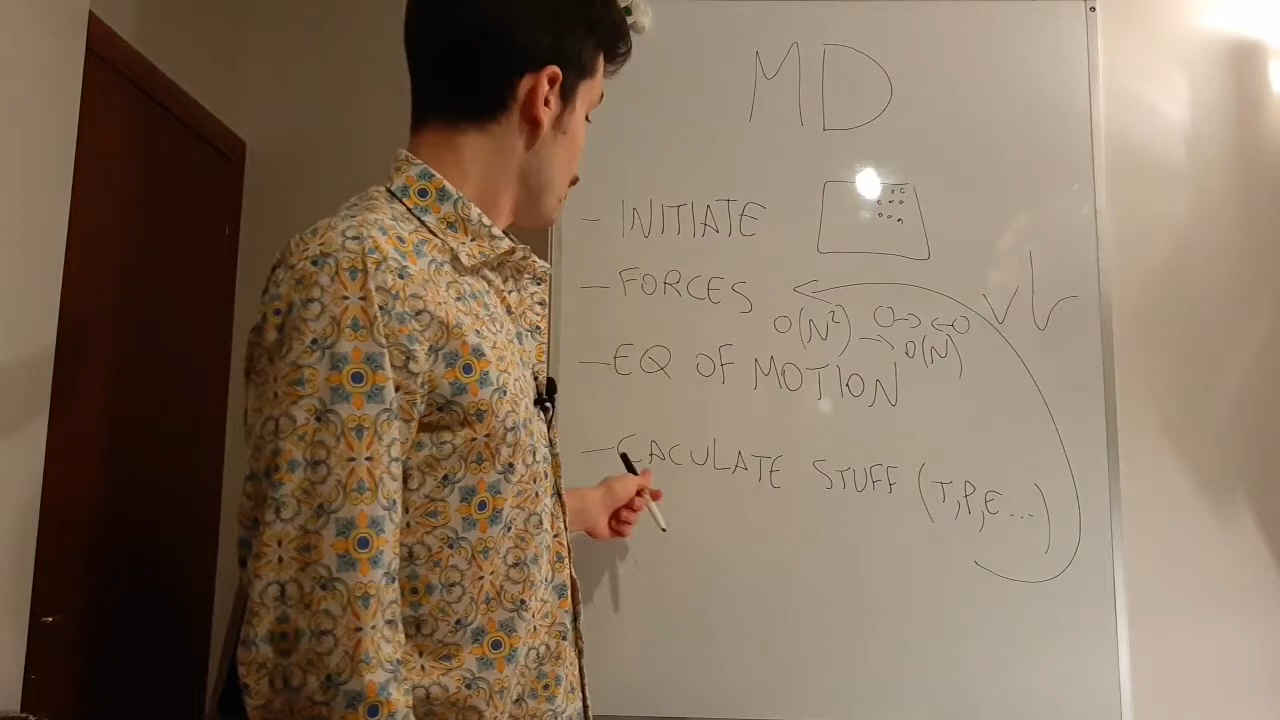 MD
- INITIATE
- FORCES
O(N²) → O(N)
- EQ OF MOTION
- CACULATE STUFF (T,P,E...)